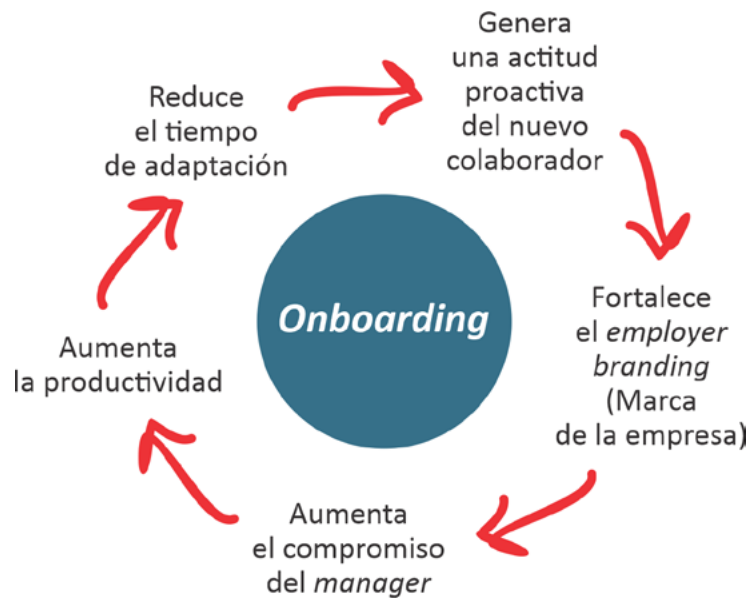 Genera
una actitud
proactiva
del nuevo
colaborador
Fortalece
el employer
branding
(Marca
de la empresa)
Aumenta
el compromiso
del manager
Aumenta
la productividad
Reduce
el tiempo
de adaptación
Onboarding